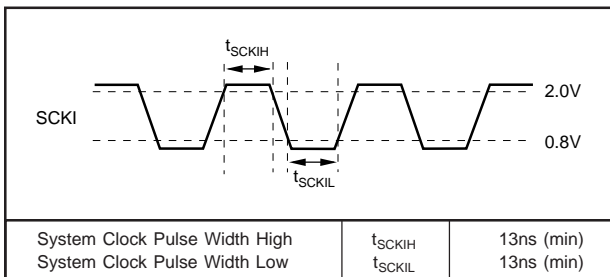 tSCKIH
2.0V
SCKI
0.8V
tSCKIL
System Clock Pulse Width High tSCKIH 13ns (min)
System Clock Pulse Width Low tSCKIL 13ns (min)